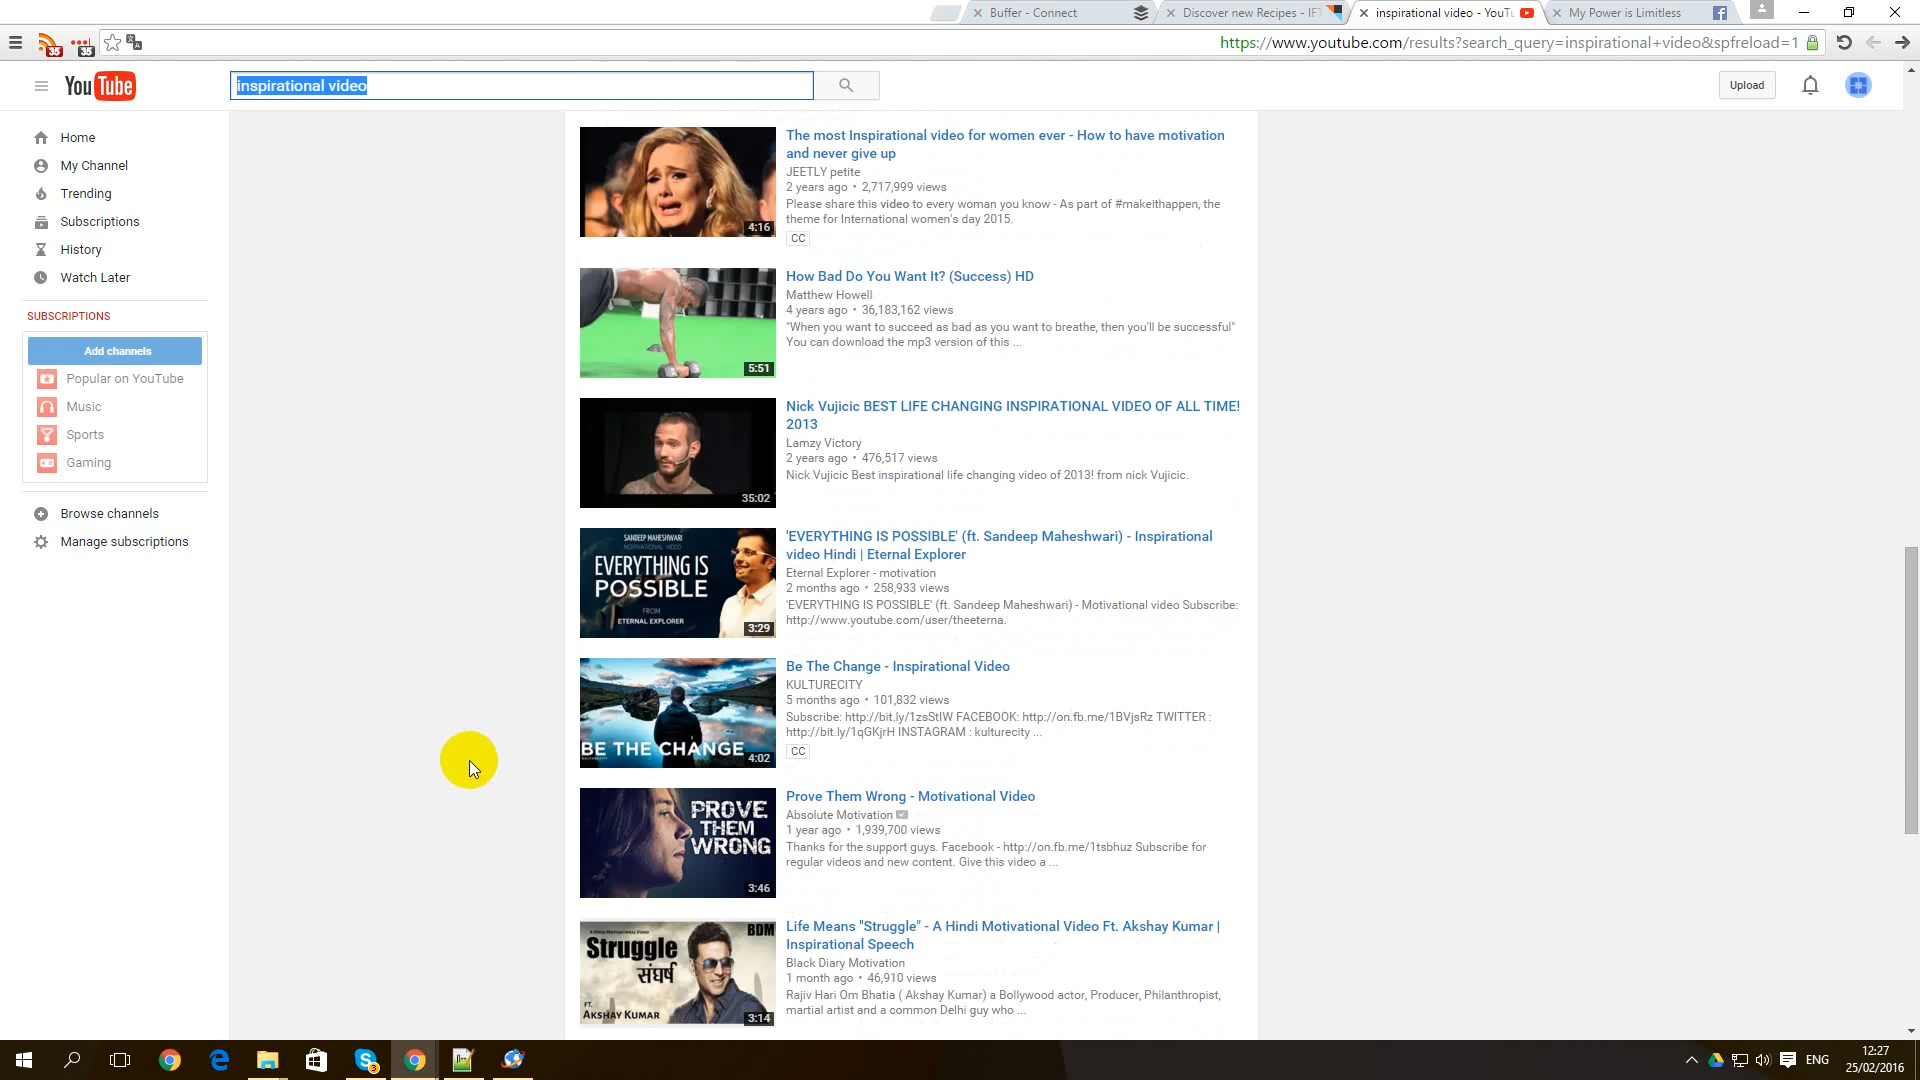 Buffer - Connect
Discover new Recipes - IFT
inspirational video - YouTu
My Power is Limitless
35
35
https://www.youtube.com/results?search_query=inspirational+video&spfreload=1
YouTube
inspirational video
Upload
Home
My Channel
Trending
Subscriptions
History
Watch Later
SUBSCRIPTIONS
Add channels
Popular on YouTube
Music
Sports
Gaming
Browse channels
Manage subscriptions
4:16
The most Inspirational video for women ever - How to have motivation
and never give up
JEETLY petite
2 years ago • 2,717,999 views
Please share this video to every woman you know - As part of #makeithappen, the
theme for International women's day 2015.
CC
5:51
How Bad Do You Want It? (Success) HD
Matthew Howell
4 years ago • 36,183,162 views
"When you want to succeed as bad as you want to breathe, then you'll be successful"
You can download the mp3 version of this ...
35:02
Nick Vujicic BEST LIFE CHANGING INSPIRATIONAL VIDEO OF ALL TIME!
2013
Lamzy Victory
2 years ago • 476,517 views
Nick Vujicic Best inspirational life changing video of 2013! from nick Vujicic.
SANDEEP MAHESHWARI
MOTIVATIONAL VIDEO
EVERYTHING IS
POSSIBLE
FROM
ETERNAL EXPLORER
3:29
'EVERYTHING IS POSSIBLE' (ft. Sandeep Maheshwari) - Inspirational
video Hindi | Eternal Explorer
Eternal Explorer - motivation
2 months ago • 258,933 views
'EVERYTHING IS POSSIBLE' (ft. Sandeep Maheshwari) - Motivational video Subscribe:
http://www.youtube.com/user/theeterna.
BE THE CHANGE
KULTURECITY
4:02
Be The Change - Inspirational Video
KULTURECITY
5 months ago • 101,832 views
Subscribe: http://bit.ly/1zsStIW FACEBOOK: http://on.fb.me/1BVjsRz TWITTER :
http://bit.ly/1qGKjrH INSTAGRAM : kulturecity ...
CC
PROVE
THEM
WRONG
3:46
Prove Them Wrong - Motivational Video
Absolute Motivation
1 year ago • 1,939,700 views
Thanks for the support guys. Facebook - http://on.fb.me/1tsbhuz Subscribe for
regular videos and new content. Give this video a ...
BDM
Struggle
संघर्ष
FT.
AKSHAY KUMAR
3:14
Life Means "Struggle" - A Hindi Motivational Video Ft. Akshay Kumar |
Inspirational Speech
Black Diary Motivation
1 month ago • 46,910 views
Rajiv Hari Om Bhatia ( Akshay Kumar) a Bollywood actor, Producer, Philanthropist,
martial artist and a common Delhi guy who ...
3
ENG
12:27
25/02/2016